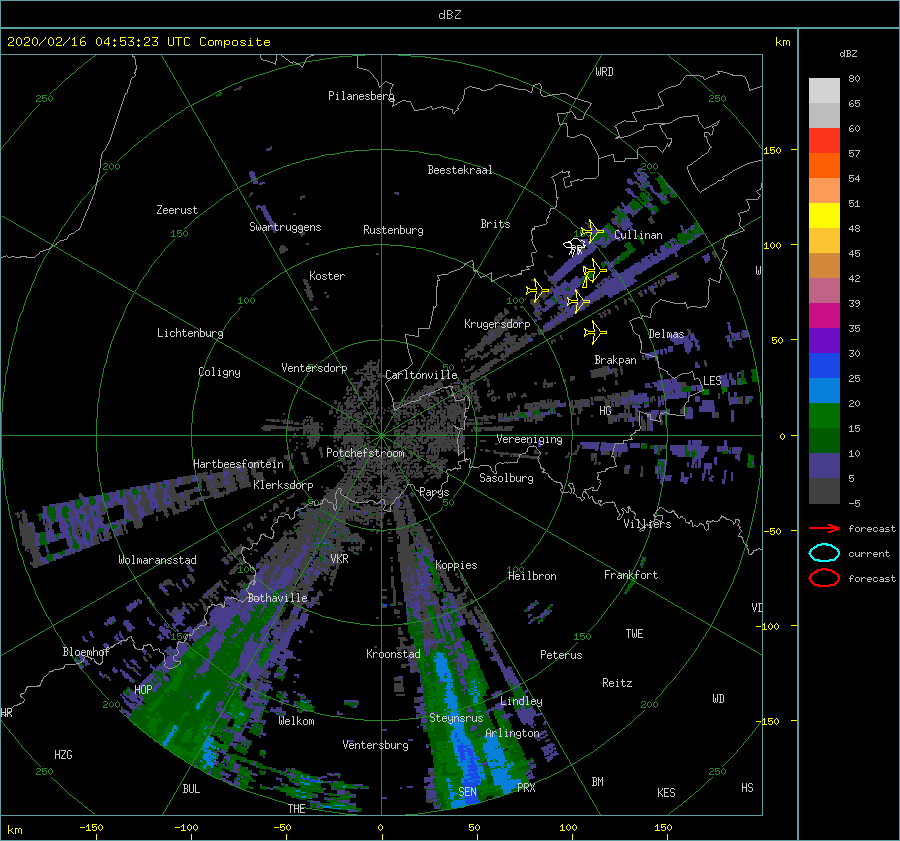 dBZ
2020/02/16 04:53:23 UTC Composite
km
dBZ
WRD
250
Pilanesberg
250
80
65
60
57
54
51
48
45
42
39
35
30
25
20
15
10
5
-5
150
200
Beestekraal
200
Zeerust
150
Swartruggens
Rustenburg
Brits
Cullinan
100
Koster
W
100
100
Krugersdorp
Lichtenburg
Delmas
50
Coligny
Ventersdorp
Carltonville
Brakpan
LES
HG
Vereeniging
0
Potchefstroom
Hartbeesfontein
Klerksdorp
Sasolburg
Parys
50
50
Villiers
forecast
-50
current
Wolmaransstad
VKR
Koppies
100
Heilbron
100
Frankfort
forecast
Bothaville
VD
-100
150
150
TWE
Bloemhof
Kroonstad
Peterus
HOP
Reitz
200
Lindley
200
WD
HR
Welkom
Steynsrus
-150
Arlington
HZG
Ventersburg
250
250
BUL
SEN
PRX
BM
KES
HS
THE
km
-150
-100
-50
0
50
100
150